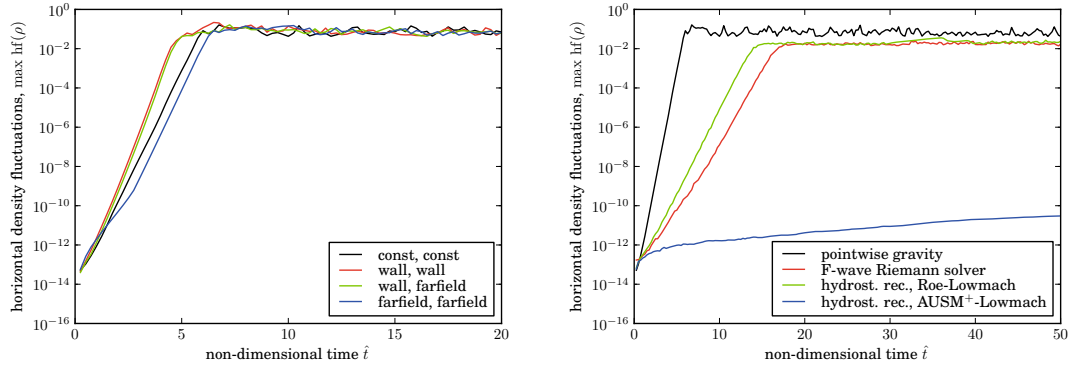 horizontal density fluctuations, max hf(ρ)
10^0
10^−2
10^−4
10^−6
10^−8
10^−10
10^−12
10^−14
10^−16
0
5
10
15
20
non-dimensional time t̂
const, const
wall, wall
wall, farfield
farfield, farfield
horizontal density fluctuations, max hf(ρ)
10^0
10^−2
10^−4
10^−6
10^−8
10^−10
10^−12
10^−14
10^−16
0
10
20
30
40
50
non-dimensional time t̂
pointwise gravity
F-wave Riemann solver
hydrost. rec., Roe-Lowmach
hydrost. rec., AUSM^+-Lowmach